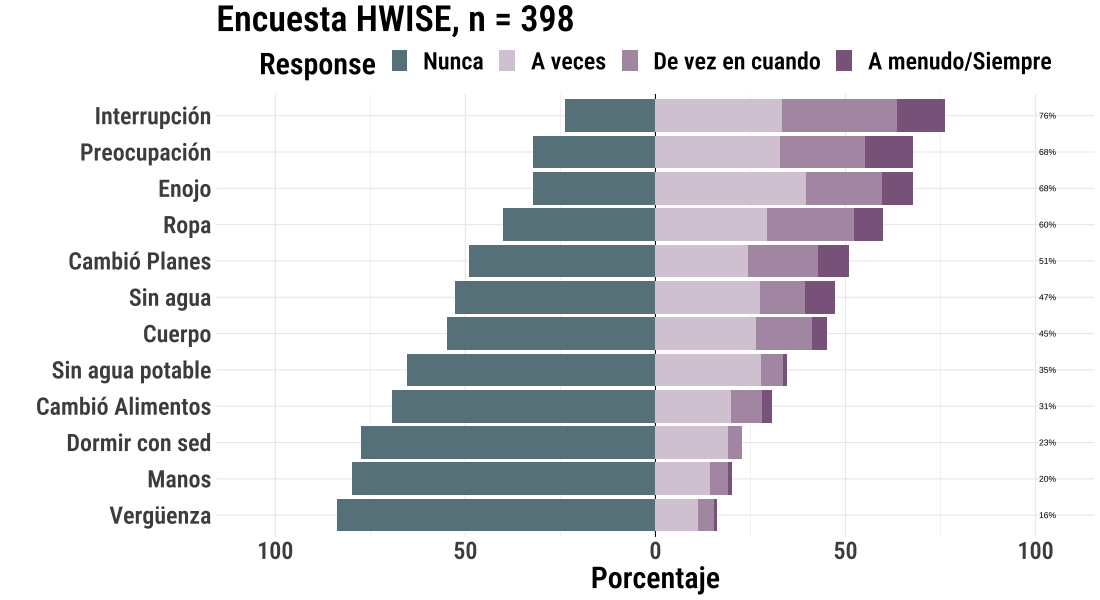 Encuesta HWISE, n = 398
Response Nunca A veces De vez en cuando A menudo/Siempre
Interrupción 76%
Preocupación 68%
Enojo 68%
Ropa 60%
Cambió Planes 51%
Sin agua 47%
Cuerpo 45%
Sin agua potable 35%
Cambió Alimentos 31%
Dormir con sed 23%
Manos 20%
Vergüenza 16%
100 50 0 50 100
Porcentaje